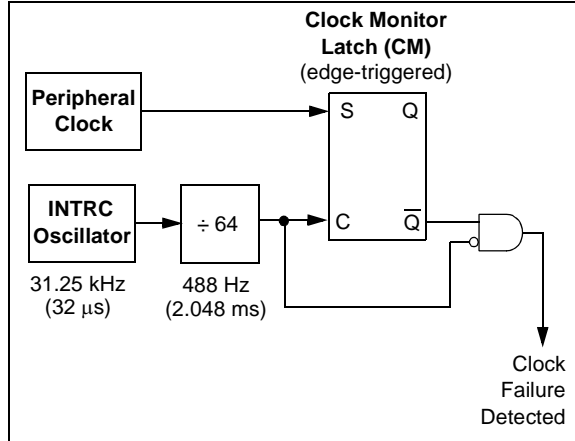 Clock Monitor
Latch (CM)
(edge-triggered)
Peripheral
Clock
S
Q
INTRC
Oscillator
÷ 64
C
Q̅
31.25 kHz
(32 μs)
488 Hz
(2.048 ms)
Clock
Failure
Detected